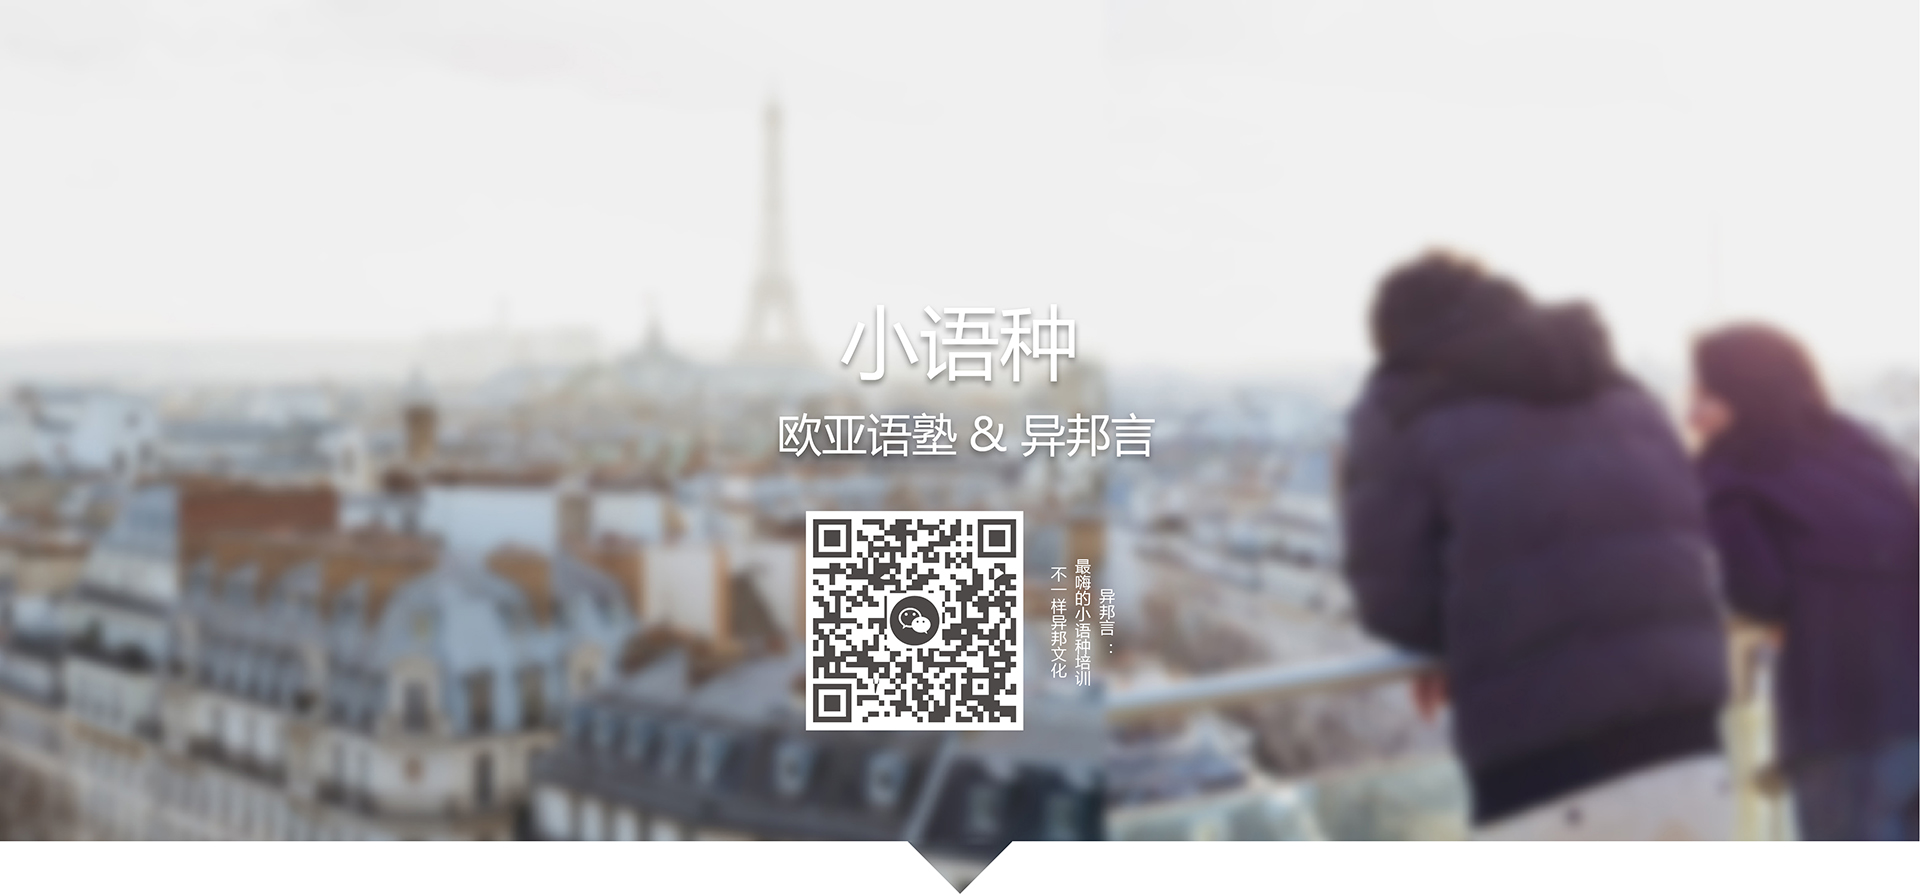 小语种
欧亚语塾 & 异邦言
异邦言：
最嗨的小语种培训
不一样异邦文化